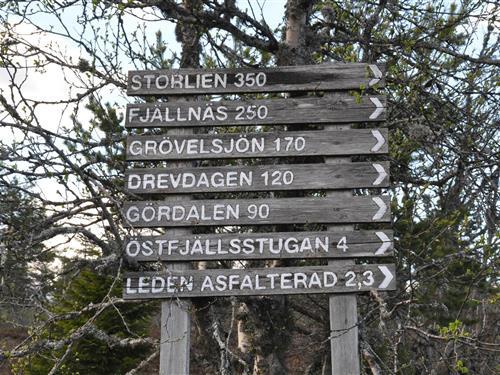 STORLIEN 350
FJÄLLNÄS 250
GRÖVELSJÖN 170
DREVDAGEN 120
GÖRDALEN 90
ÖSTFJÄLLSSTUGAN 4
LEDEN ASFALTERAD 2,3